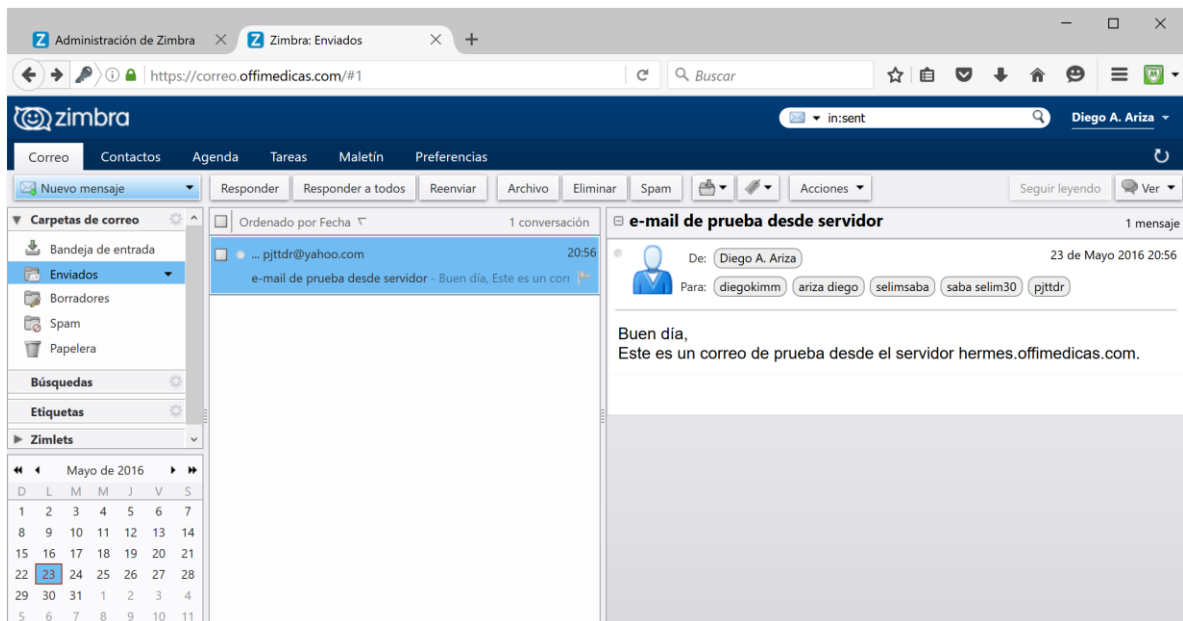 Administración de Zimbra
Zimbra: Enviados
https://correo.offimedicas.com/#1
Buscar
zimbra
in:sent
Diego A. Ariza
Correo Contactos Agenda Tareas Maletín Preferencias
Nuevo mensaje
Responder Responder a todos Reenviar Archivo Eliminar Spam Acciones Seguir leyendo Ver
Carpetas de correo
Bandeja de entrada
Enviados
Borradores
Spam
Papelera
Búsquedas
Etiquetas
Zimlets
Mayo de 2016
D L M M J V S
1 2 3 4 5 6 7
8 9 10 11 12 13 14
15 16 17 18 19 20 21
22 23 24 25 26 27 28
29 30 31 1 2 3 4
5 6 7 8 9 10 11
Ordenado por Fecha 1 conversación
... pjttdr@yahoo.com 20:56
e-mail de prueba desde servidor - Buen día, Este es un corr
e-mail de prueba desde servidor 1 mensaje
De: Diego A. Ariza 23 de Mayo 2016 20:56
Para: diegokimm ariza diego selimsaba saba selim30 pjttdr
Buen día,
Este es un correo de prueba desde el servidor hermes.offimedicas.com.